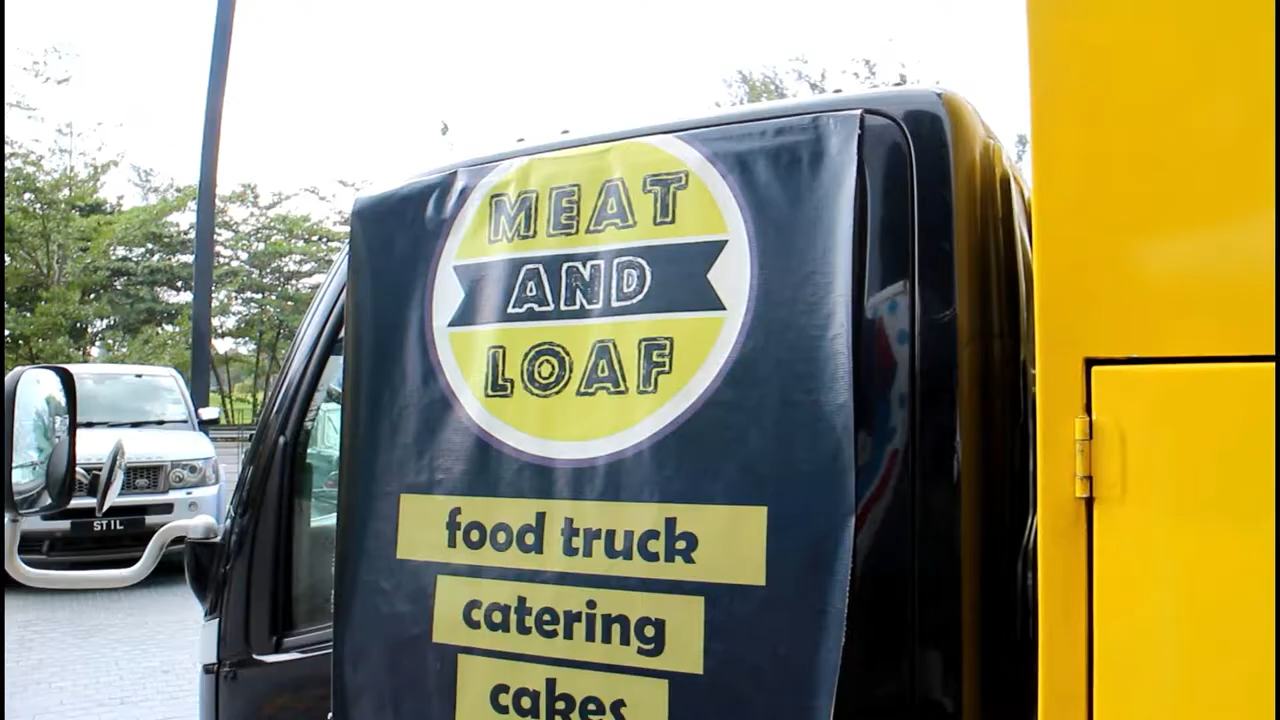 MEAT
AND
LOAF
food truck
catering
cakes
ST1L